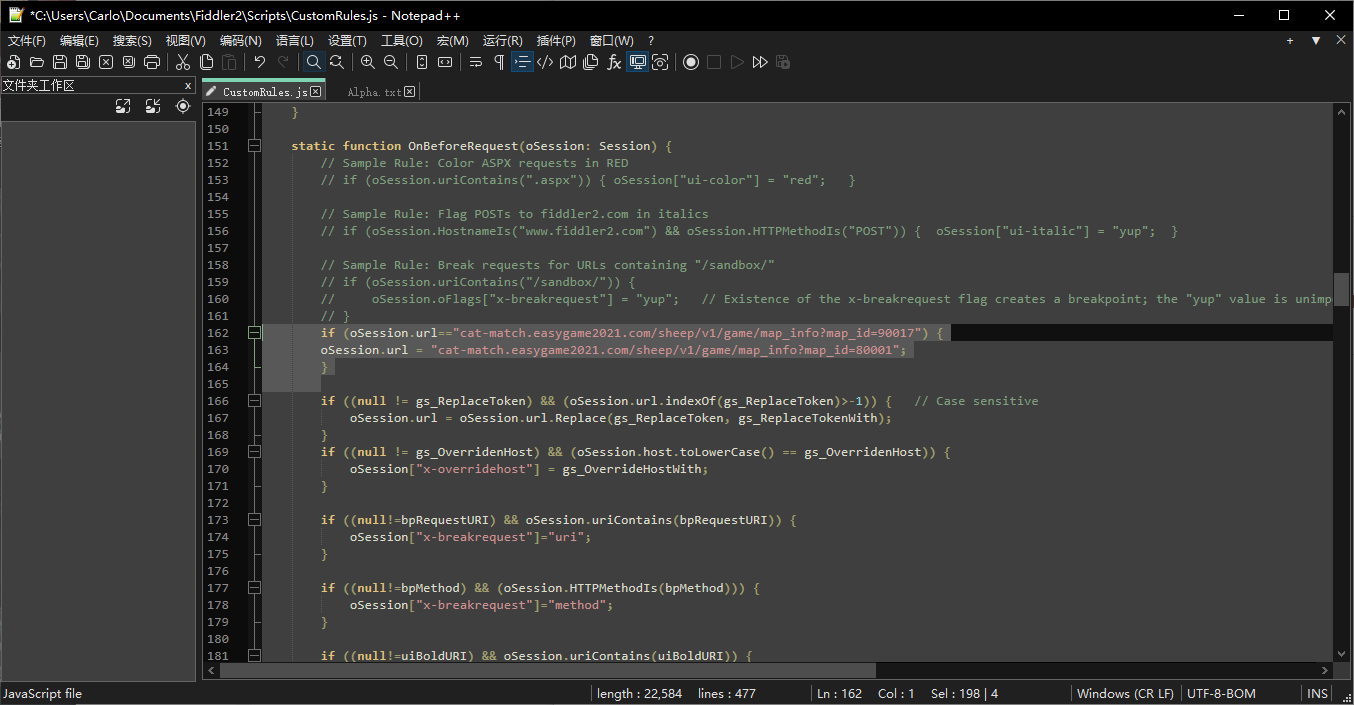 *C:\Users\Carlo\Documents\Fiddler2\Scripts\CustomRules.js - Notepad++
文件(F) 编辑(E) 搜索(S) 视图(V) 编码(N) 语言(L) 设置(T) 工具(O) 宏(M) 运行(R) 插件(P) 窗口(W) ?
文件夹工作区 x
CustomRules.js Alpha.txt
149 }
150
151 static function OnBeforeRequest(oSession: Session) {
152 // Sample Rule: Color ASPX requests in RED
153 // if (oSession.uriContains(".aspx")) { oSession["ui-color"] = "red";   }
154
155 // Sample Rule: Flag POSTs to fiddler2.com in italics
156 // if (oSession.HostnameIs("www.fiddler2.com") && oSession.HTTPMethodIs("POST")) {  oSession["ui-italic"] = "yup";  }
157
158 // Sample Rule: Break requests for URLs containing "/sandbox/"
159 // if (oSession.uriContains("/sandbox/")) {
160 //     oSession.oFlags["x-breakrequest"] = "yup";   // Existence of the x-breakrequest flag creates a breakpoint; the "yup" value is unimp
161 // }
162 if (oSession.url=="cat-match.easygame2021.com/sheep/v1/game/map_info?map_id=90017") {
163 oSession.url = "cat-match.easygame2021.com/sheep/v1/game/map_info?map_id=80001";
164 }
165
166 if ((null != gs_ReplaceToken) && (oSession.url.indexOf(gs_ReplaceToken)>-1)) {   // Case sensitive
167 oSession.url = oSession.url.Replace(gs_ReplaceToken, gs_ReplaceTokenWith);
168 }
169 if ((null != gs_OverridenHost) && (oSession.host.toLowerCase() == gs_OverridenHost)) {
170 oSession["x-overridehost"] = gs_OverrideHostWith;
171 }
172
173 if ((null!=bpRequestURI) && oSession.uriContains(bpRequestURI)) {
174 oSession["x-breakrequest"]="uri";
175 }
176
177 if ((null!=bpMethod) && (oSession.HTTPMethodIs(bpMethod))) {
178 oSession["x-breakrequest"]="method";
179 }
180
181 if ((null!=uiBoldURI) && oSession.uriContains(uiBoldURI)) {
JavaScript file length : 22,584 lines : 477 Ln : 162 Col : 1 Sel : 198 | 4 Windows (CR LF) UTF-8-BOM INS